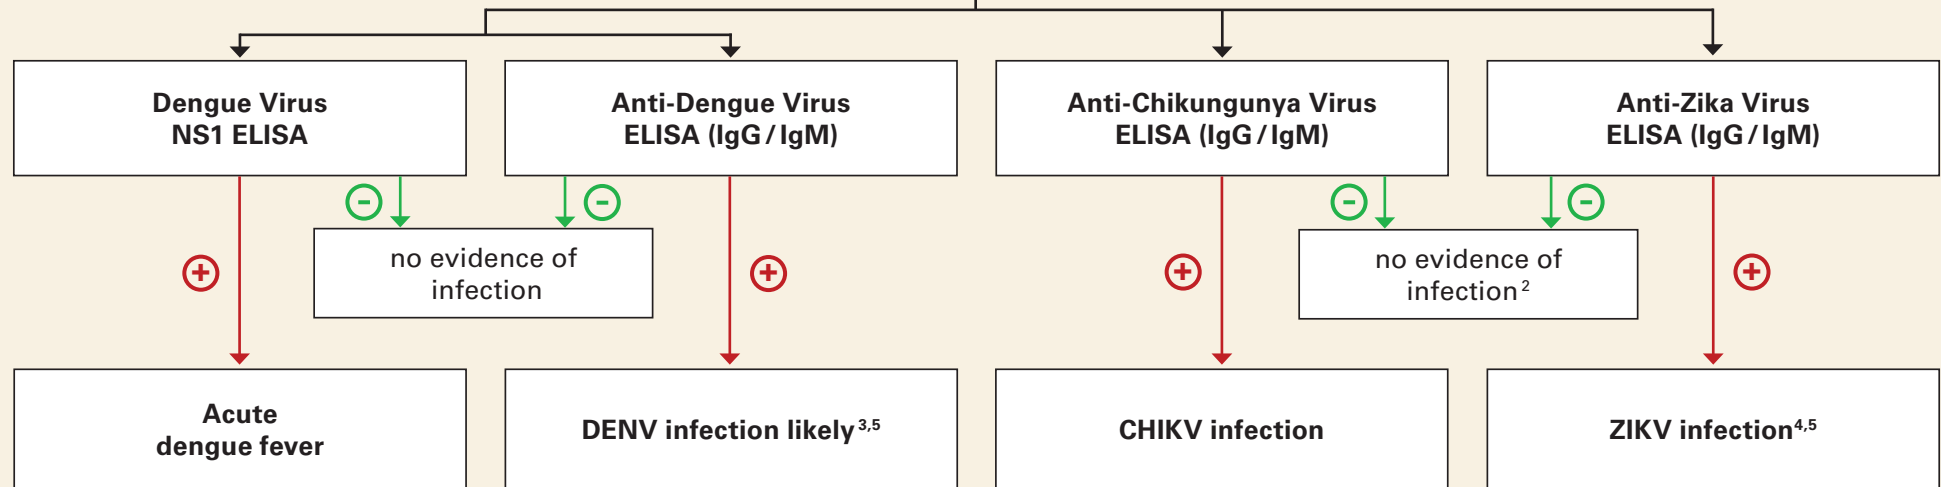 Dengue Virus
NS1 ELISA
Anti-Dengue Virus
ELISA (IgG / IgM)
Anti-Chikungunya Virus
ELISA (IgG / IgM)
Anti-Zika Virus
ELISA (IgG / IgM)
-
-
-
-
no evidence of
infection
no evidence of
infection²
+
+
+
+
Acute
dengue fever
DENV infection likely³,⁵
CHIKV infection
ZIKV infection⁴,⁵